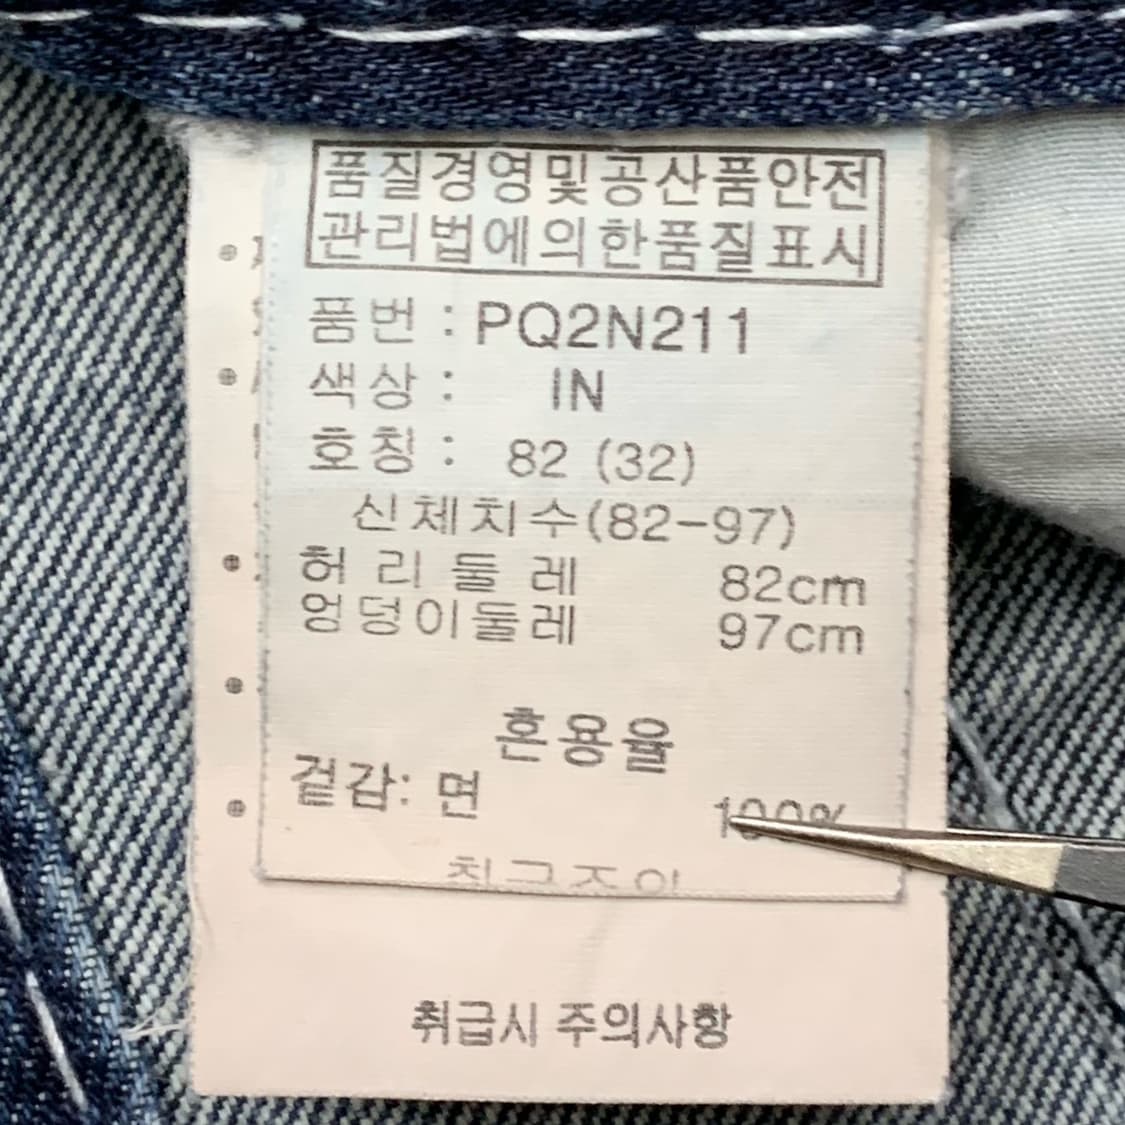 품질경영및공산품안전
관리법에의한품질표시
품번 : PQ2N211
색상 : IN
호칭 : 82 (32)
신체치수(82-97)
허리둘레 82cm
엉덩이둘레 97cm
혼용율
겉감: 면 100%
취급시 주의사항